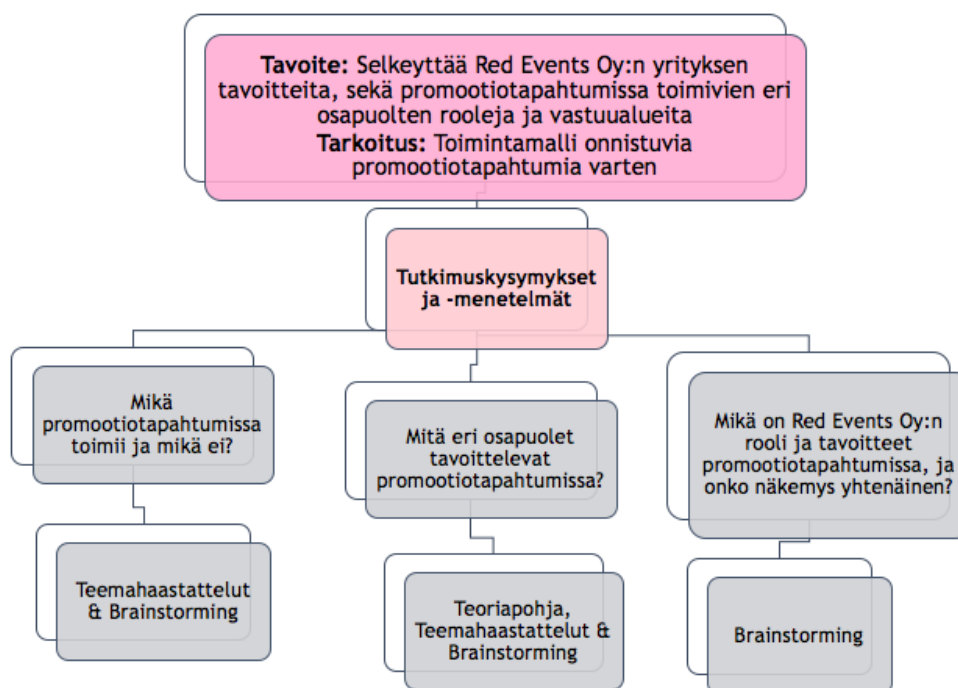 Tavoite: Selkeyttää Red Events Oy:n yrityksen
tavoitteita, sekä promootiotapahtumissa toimivien eri
osapuolten rooleja ja vastuualueita
Tarkoitus: Toimintamalli onnistuvia
promootiotapahtumia varten
Tutkimuskysymykset
ja -menetelmät
Mikä
promootiotapahtumissa
toimii ja mikä ei?
Mitä eri osapuolet
tavoittelevat
promootiotapahtumissa?
Mikä on Red Events Oy:n
rooli ja tavoitteet
promootiotapahtumissa, ja
onko näkemys yhtenäinen?
Teemahaastattelut
& Brainstorming
Teoriapohja,
Teemahaastattelut &
Brainstorming
Brainstorming